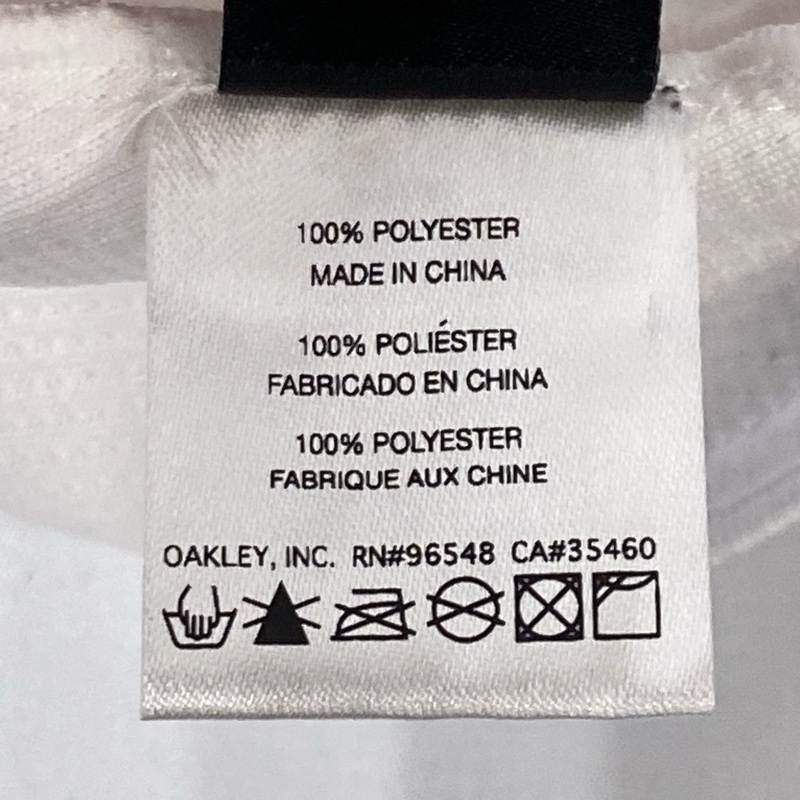 100% POLYESTER
MADE IN CHINA
100% POLIÉSTER
FABRICADO EN CHINA
100% POLYESTER
FABRIQUE AUX CHINE
OAKLEY, INC. RN#96548 CA#35460